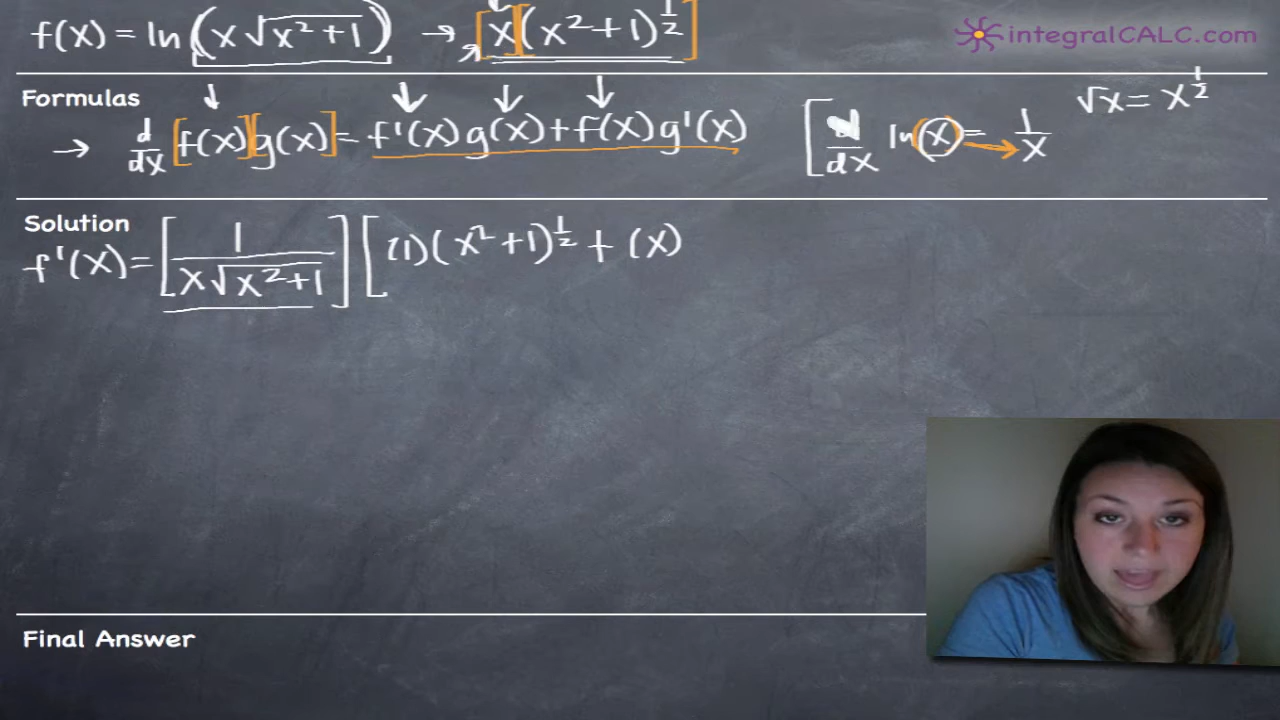 f(x) = ln(x√(x²+1)) → [x][(x²+1)^½]
integralCALC.com
Formulas
→ d/dx [f(x)][g(x)] = f'(x)g(x) + f(x)g'(x)
[d/dx ln(x) = → 1/x
√x = x^½
Solution
f'(x) = [1/(x√(x²+1))][(1)(x²+1)^½ + (x)
Final Answer